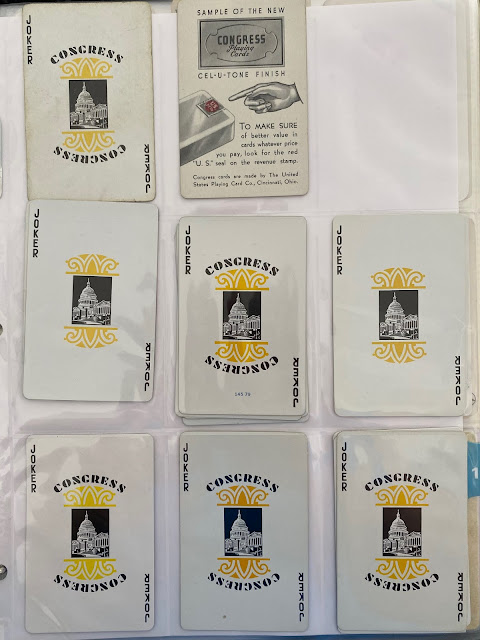 JOKER
CONGRESS
CONGRESS
JOKER
SAMPLE OF THE NEW
CONGRESS
Playing
Cards
CEL-U-TONE FINISH
TO MAKE SURE
of better value in
cards whatever price
you pay, look for the red
"U.S." seal on the revenue stamp.
Congress cards are made by The United
States Playing Card Co., Cincinnati, Ohio.
JOKER
JOKER
JOKER
CONGRESS
CONGRESS
JOKER
JOKER
JOKER
JOKER
CONGRESS
CONGRESS
JOKER
JOKER
CONGRESS
CONGRESS
JOKER
JOKER
CONGRESS
CONGRESS
JOKER
1